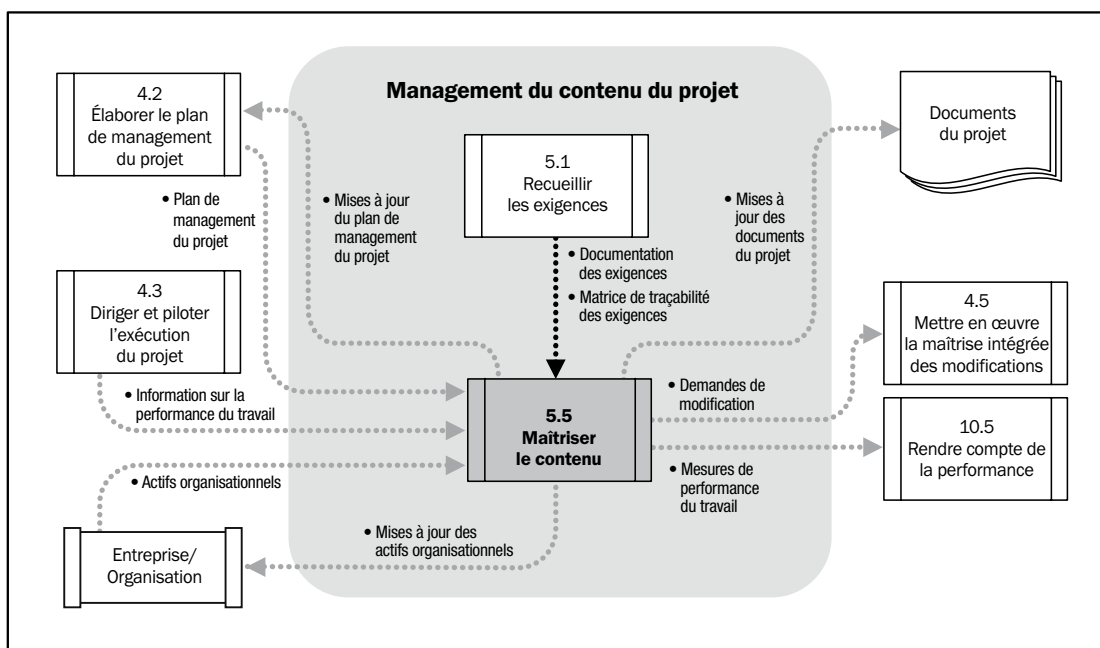 Management du contenu du projet
4.2
Élaborer le plan
de management
du projet
• Plan de
management
du projet
• Mises à jour
du plan de
management
du projet
5.1
Recueillir
les exigences
• Documentation
des exigences
• Matrice de traçabilité
des exigences
• Mises à
jour des
documents
du projet
Documents
du projet
4.3
Diriger et piloter
l’exécution
du projet
• Information sur la
performance du travail
5.5
Maîtriser
le contenu
• Demandes de
modification
4.5
Mettre en œuvre
la maîtrise intégrée
des modifications
• Mesures de
performance
du travail
10.5
Rendre compte de
la performance
• Actifs organisationnels
• Mises à jour des
actifs organisationnels
Entreprise/
Organisation